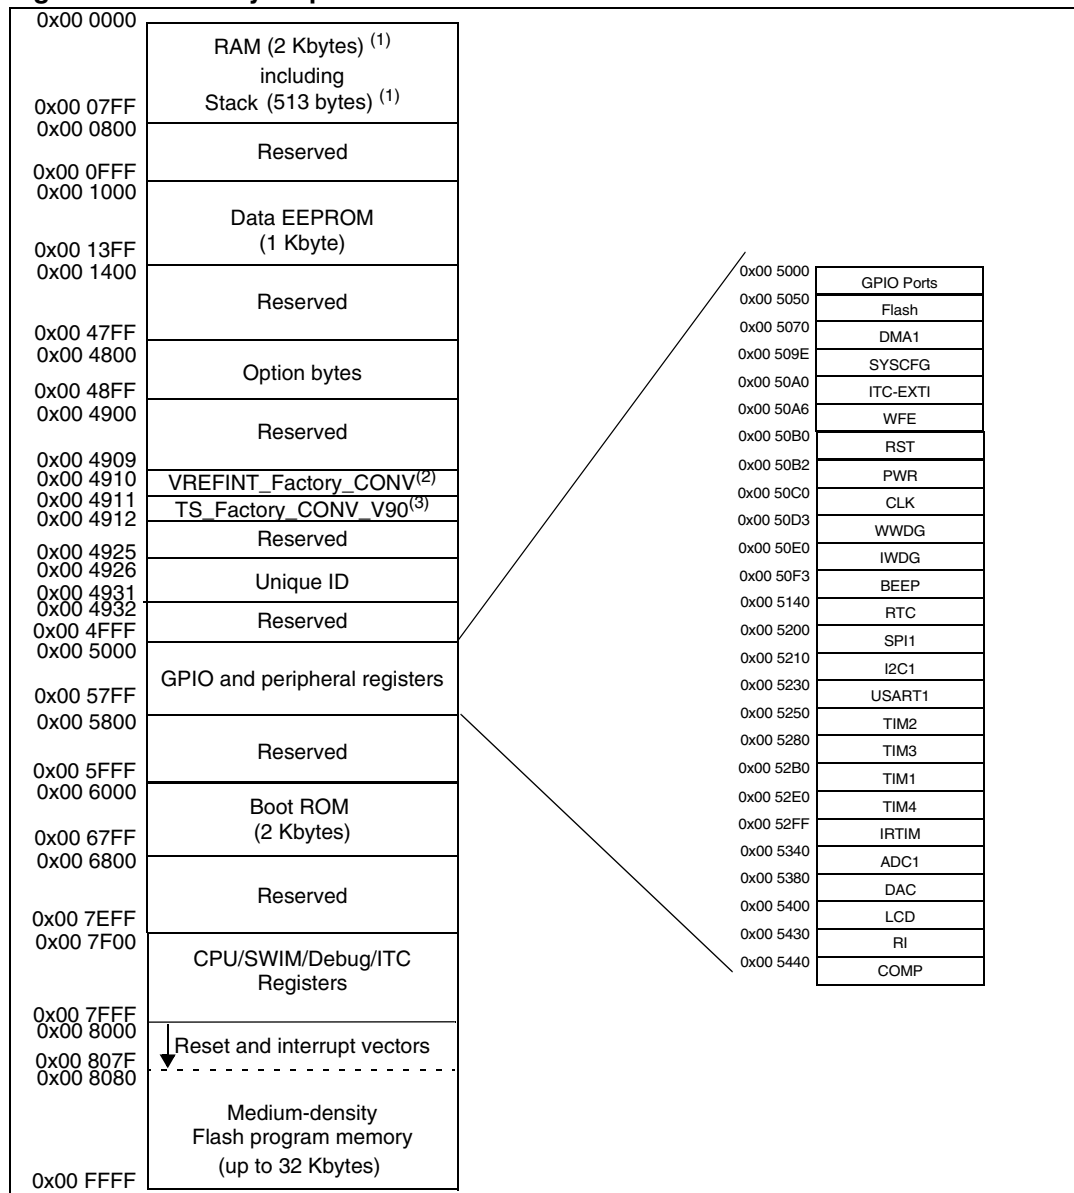 0x00 0000
RAM (2 Kbytes) (1)
including
Stack (513 bytes) (1)
0x00 07FF
0x00 0800
Reserved
0x00 0FFF
0x00 1000
Data EEPROM
(1 Kbyte)
0x00 13FF
0x00 1400
Reserved
0x00 47FF
0x00 4800
Option bytes
0x00 48FF
0x00 4900
Reserved
0x00 4909
0x00 4910
VREFINT_Factory_CONV(2)
0x00 4911
TS_Factory_CONV_V90(3)
0x00 4912
Reserved
0x00 4925
0x00 4926
Unique ID
0x00 4931
0x00 4932
Reserved
0x00 4FFF
0x00 5000
GPIO and peripheral registers
0x00 57FF
0x00 5800
Reserved
0x00 5FFF
0x00 6000
Boot ROM
(2 Kbytes)
0x00 67FF
0x00 6800
Reserved
0x00 7EFF
0x00 7F00
CPU/SWIM/Debug/ITC
Registers
0x00 7FFF
0x00 8000
Reset and interrupt vectors
0x00 807F
0x00 8080
Medium-density
Flash program memory
(up to 32 Kbytes)
0x00 FFFF
0x00 5000
GPIO Ports
0x00 5050
Flash
0x00 5070
DMA1
0x00 509E
SYSCFG
0x00 50A0
ITC-EXTI
0x00 50A6
WFE
0x00 50B0
RST
0x00 50B2
PWR
0x00 50C0
CLK
0x00 50D3
WWDG
0x00 50E0
IWDG
0x00 50F3
BEEP
0x00 5140
RTC
0x00 5200
SPI1
0x00 5210
I2C1
0x00 5230
USART1
0x00 5250
TIM2
0x00 5280
TIM3
0x00 52B0
TIM1
0x00 52E0
TIM4
0x00 52FF
IRTIM
0x00 5340
ADC1
0x00 5380
DAC
0x00 5400
LCD
0x00 5430
RI
0x00 5440
COMP